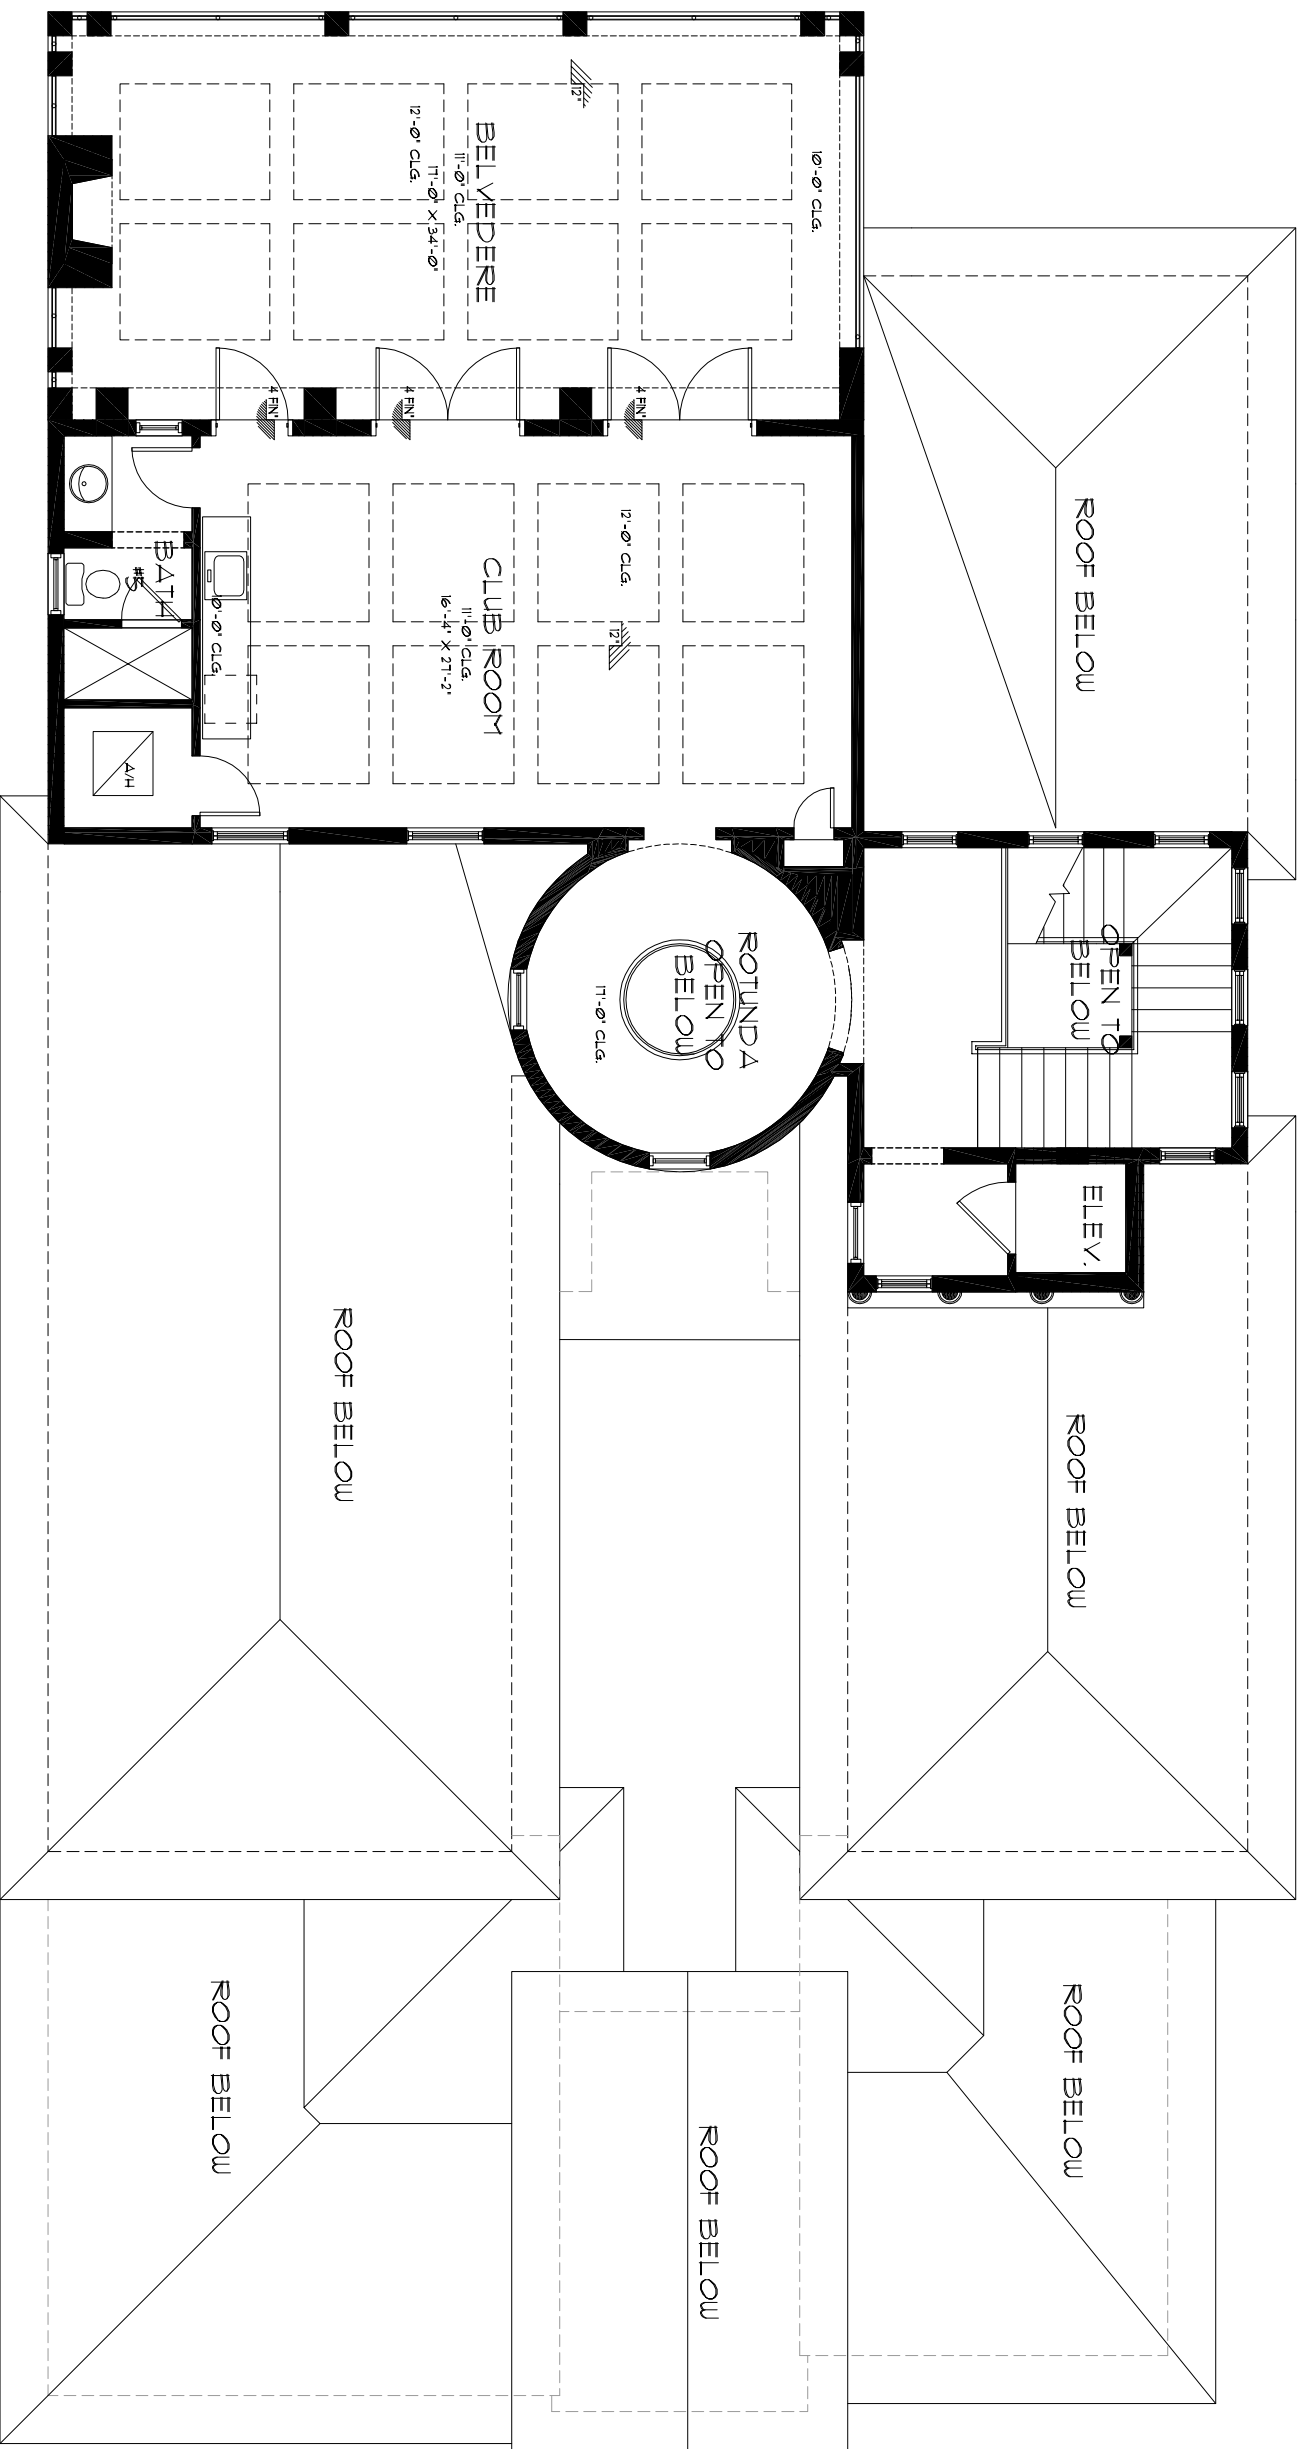 BELVEDERE
11'-0" CLG.
17'-0" X 34'-0"
12'-0" CLG.
10'-0" CLG.
12"
4 FIN"
4 FIN"
4 FIN"
CLUB ROOM
11'-0" CLG.
16'-4" X 27'-2"
12'-0" CLG.
12"
10'-0" CLG.
BATH
#5
A/H
ROOF BELOW
ROTUNDA
OPEN TO
BELOW
17'-0" CLG.
OPEN TO
BELOW
ELEV.
ROOF BELOW
ROOF BELOW
ROOF BELOW
ROOF BELOW
ROOF BELOW